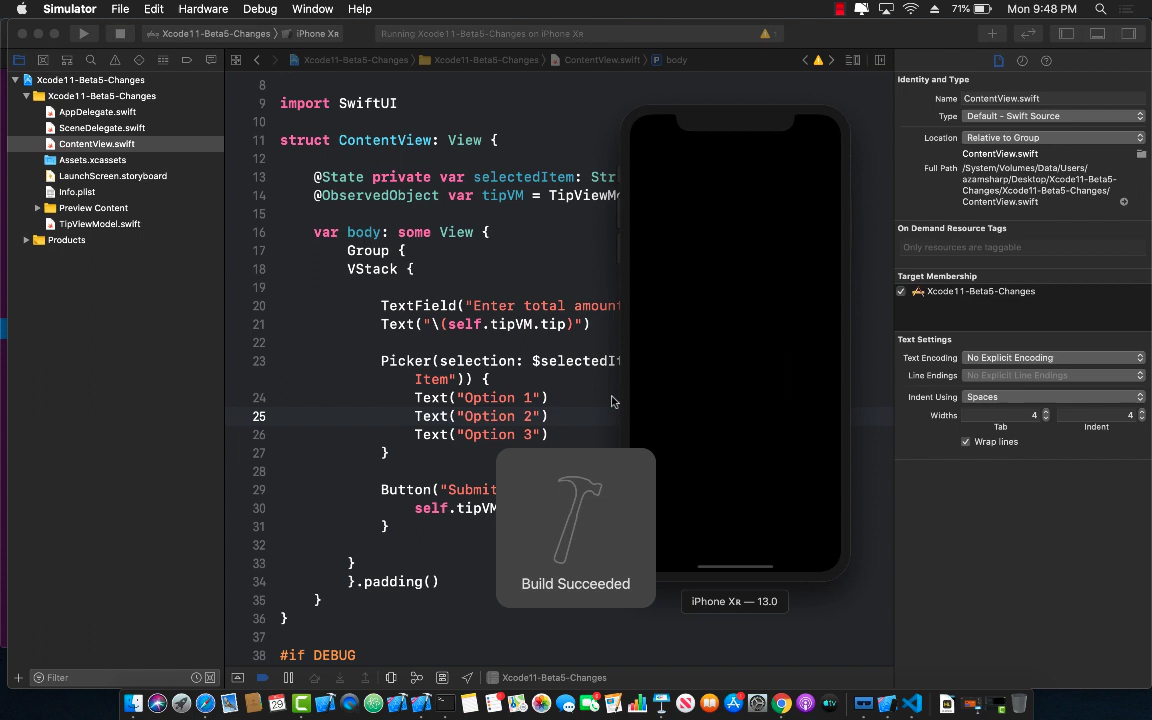 Simulator File Edit Hardware Debug Window Help 71% Mon 9:48 PM
Xcode11-Beta5-Changes iPhone XR Running Xcode11-Beta5-Changes on iPhone XR 1
Xcode11-Beta5-Changes Xcode11-Beta5-Changes ContentView.swift body
Xcode11-Beta5-Changes
Xcode11-Beta5-Changes
AppDelegate.swift
SceneDelegate.swift
ContentView.swift
Assets.xcassets
LaunchScreen.storyboard
Info.plist
Preview Content
TipViewModel.swift
Products
Filter
8
9 import SwiftUI
10
11 struct ContentView: View {
12
13 @State private var selectedItem: Str
14 @ObservedObject var tipVM = TipViewMo
15
16 var body: some View {
17 Group {
18 VStack {
19
20 TextField("Enter total amount
21 Text("\(self.tipVM.tip)")
22
23 Picker(selection: $selectedIt
Item")) {
24 Text("Option 1")
25 Text("Option 2")
26 Text("Option 3")
27 }
28
29 Button("Submit
30 self.tipVM
31 }
32
33 }
34 }.padding()
35 }
36 }
37
38 #if DEBUG
Xcode11-Beta5-Changes
Build Succeeded
iPhone XR — 13.0
Identity and Type
Name ContentView.swift
Type Default - Swift Source
Location Relative to Group
ContentView.swift
Full Path /System/Volumes/Data/Users/
azamsharp/Desktop/Xcode11-Beta5-
Changes/Xcode11-Beta5-Changes/
ContentView.swift
On Demand Resource Tags
Only resources are taggable
Target Membership
Xcode11-Beta5-Changes
Text Settings
Text Encoding No Explicit Encoding
Line Endings No Explicit Line Endings
Indent Using Spaces
Widths 4 4
Tab Indent
Wrap lines